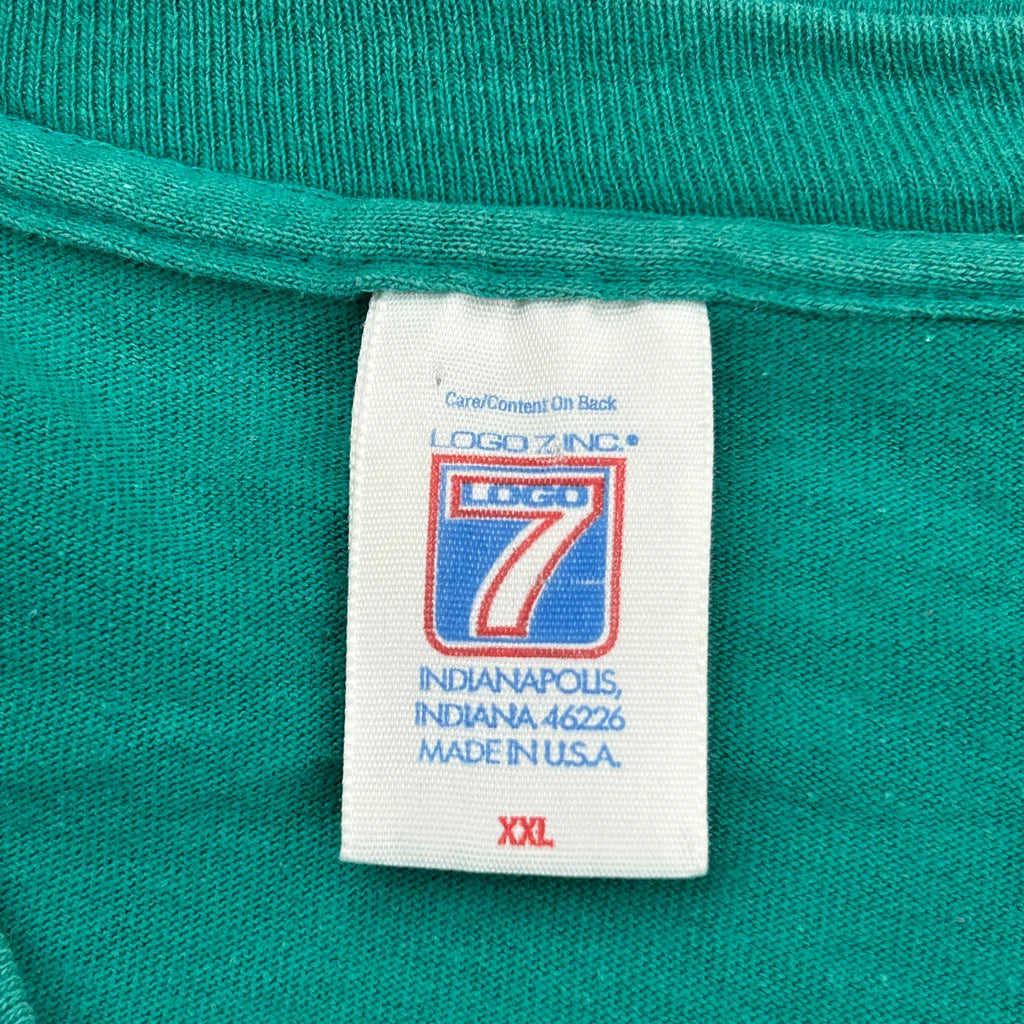 Care/Content On Back
LOGO 7, INC.®
LOGO
7
INDIANAPOLIS,
INDIANA 46226
MADE IN U.S.A.
XXL